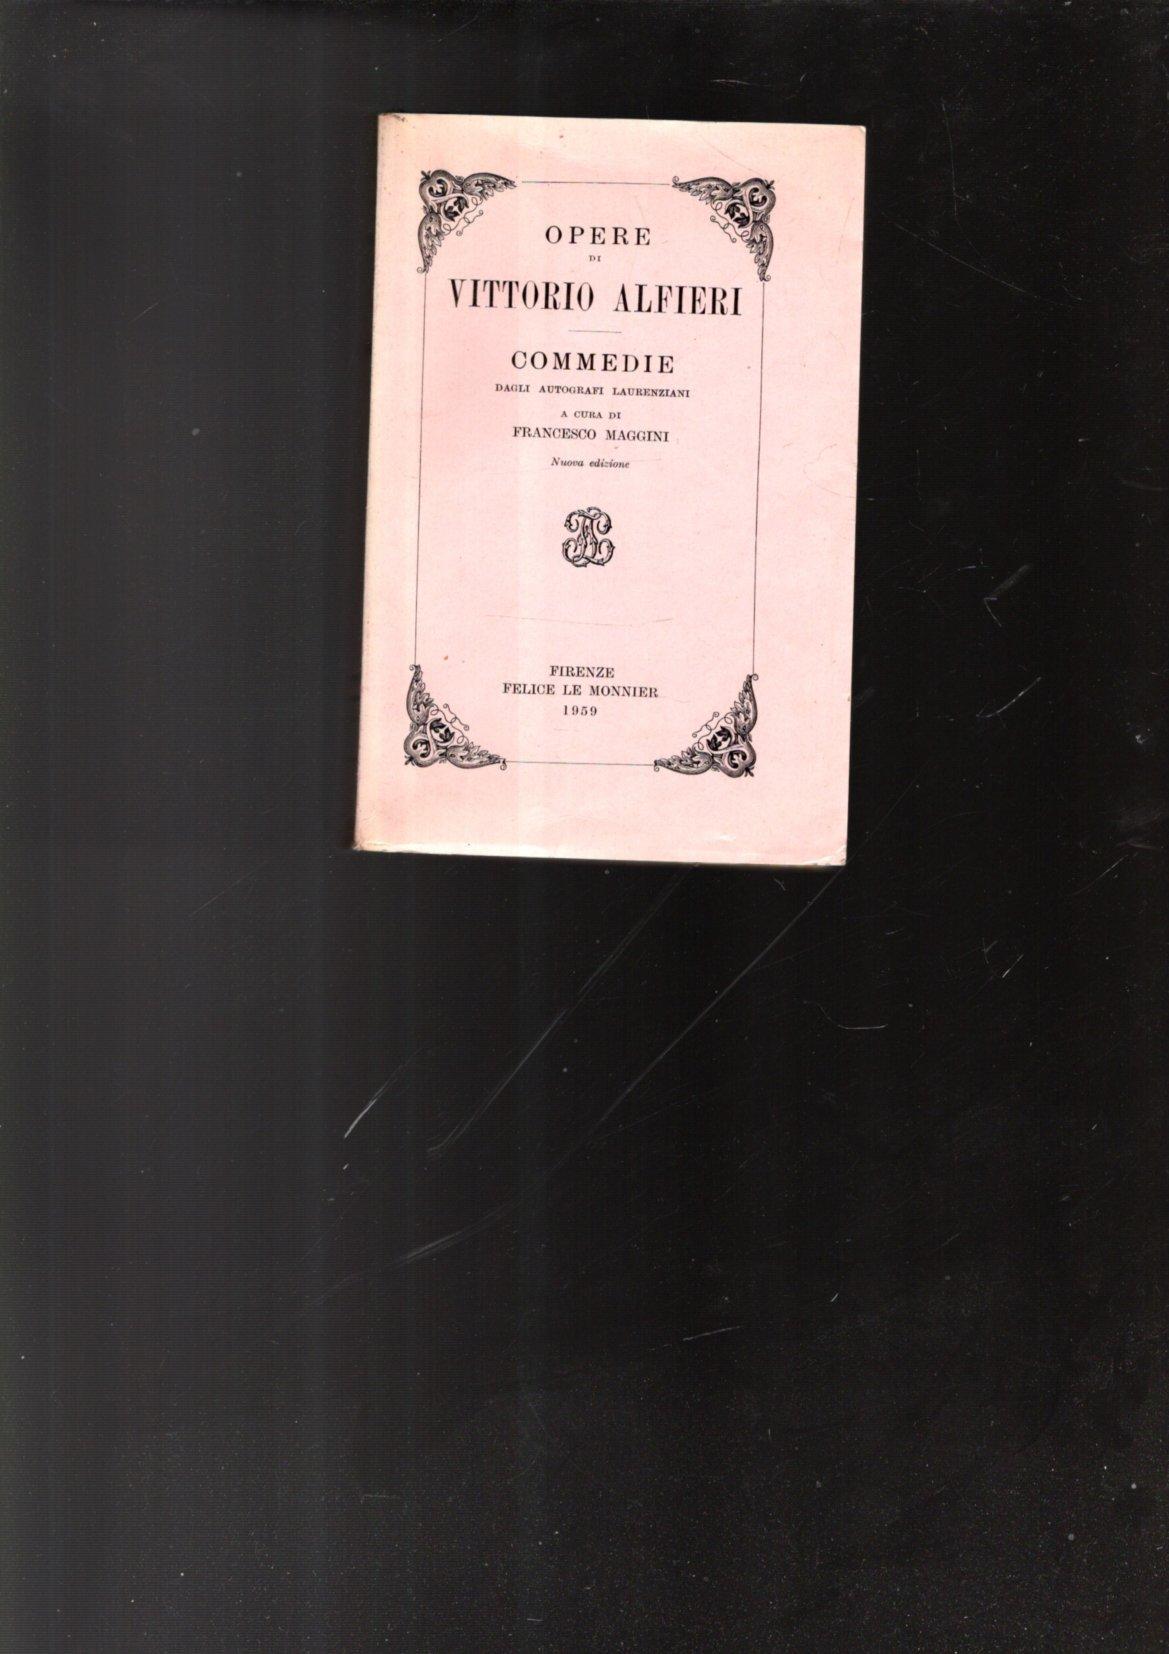 OPERE
DI
VITTORIO ALFIERI
COMMEDIE
DAGLI AUTOGRAFI LAURENZIANI
A CURA DI
FRANCESCO MAGGINI
Nuova edizione
FIRENZE
FELICE LE MONNIER
1959